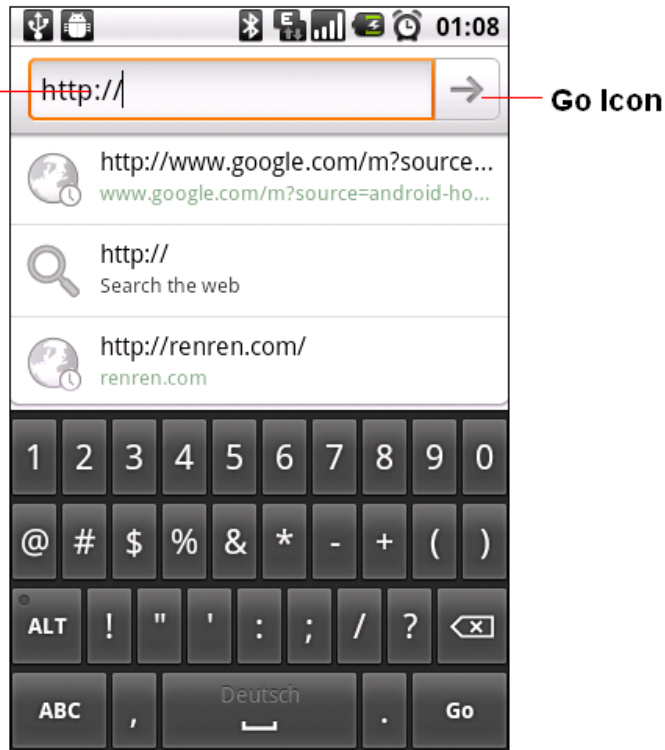 01:08
http://
Go Icon
http://www.google.com/m?source...
www.google.com/m?source=android-ho...
http://
Search the web
http://renren.com/
renren.com
1 2 3 4 5 6 7 8 9 0
@ # $ % & * - + ( )
ALT ! " ' : ; / ?
ABC , Deutsch . Go